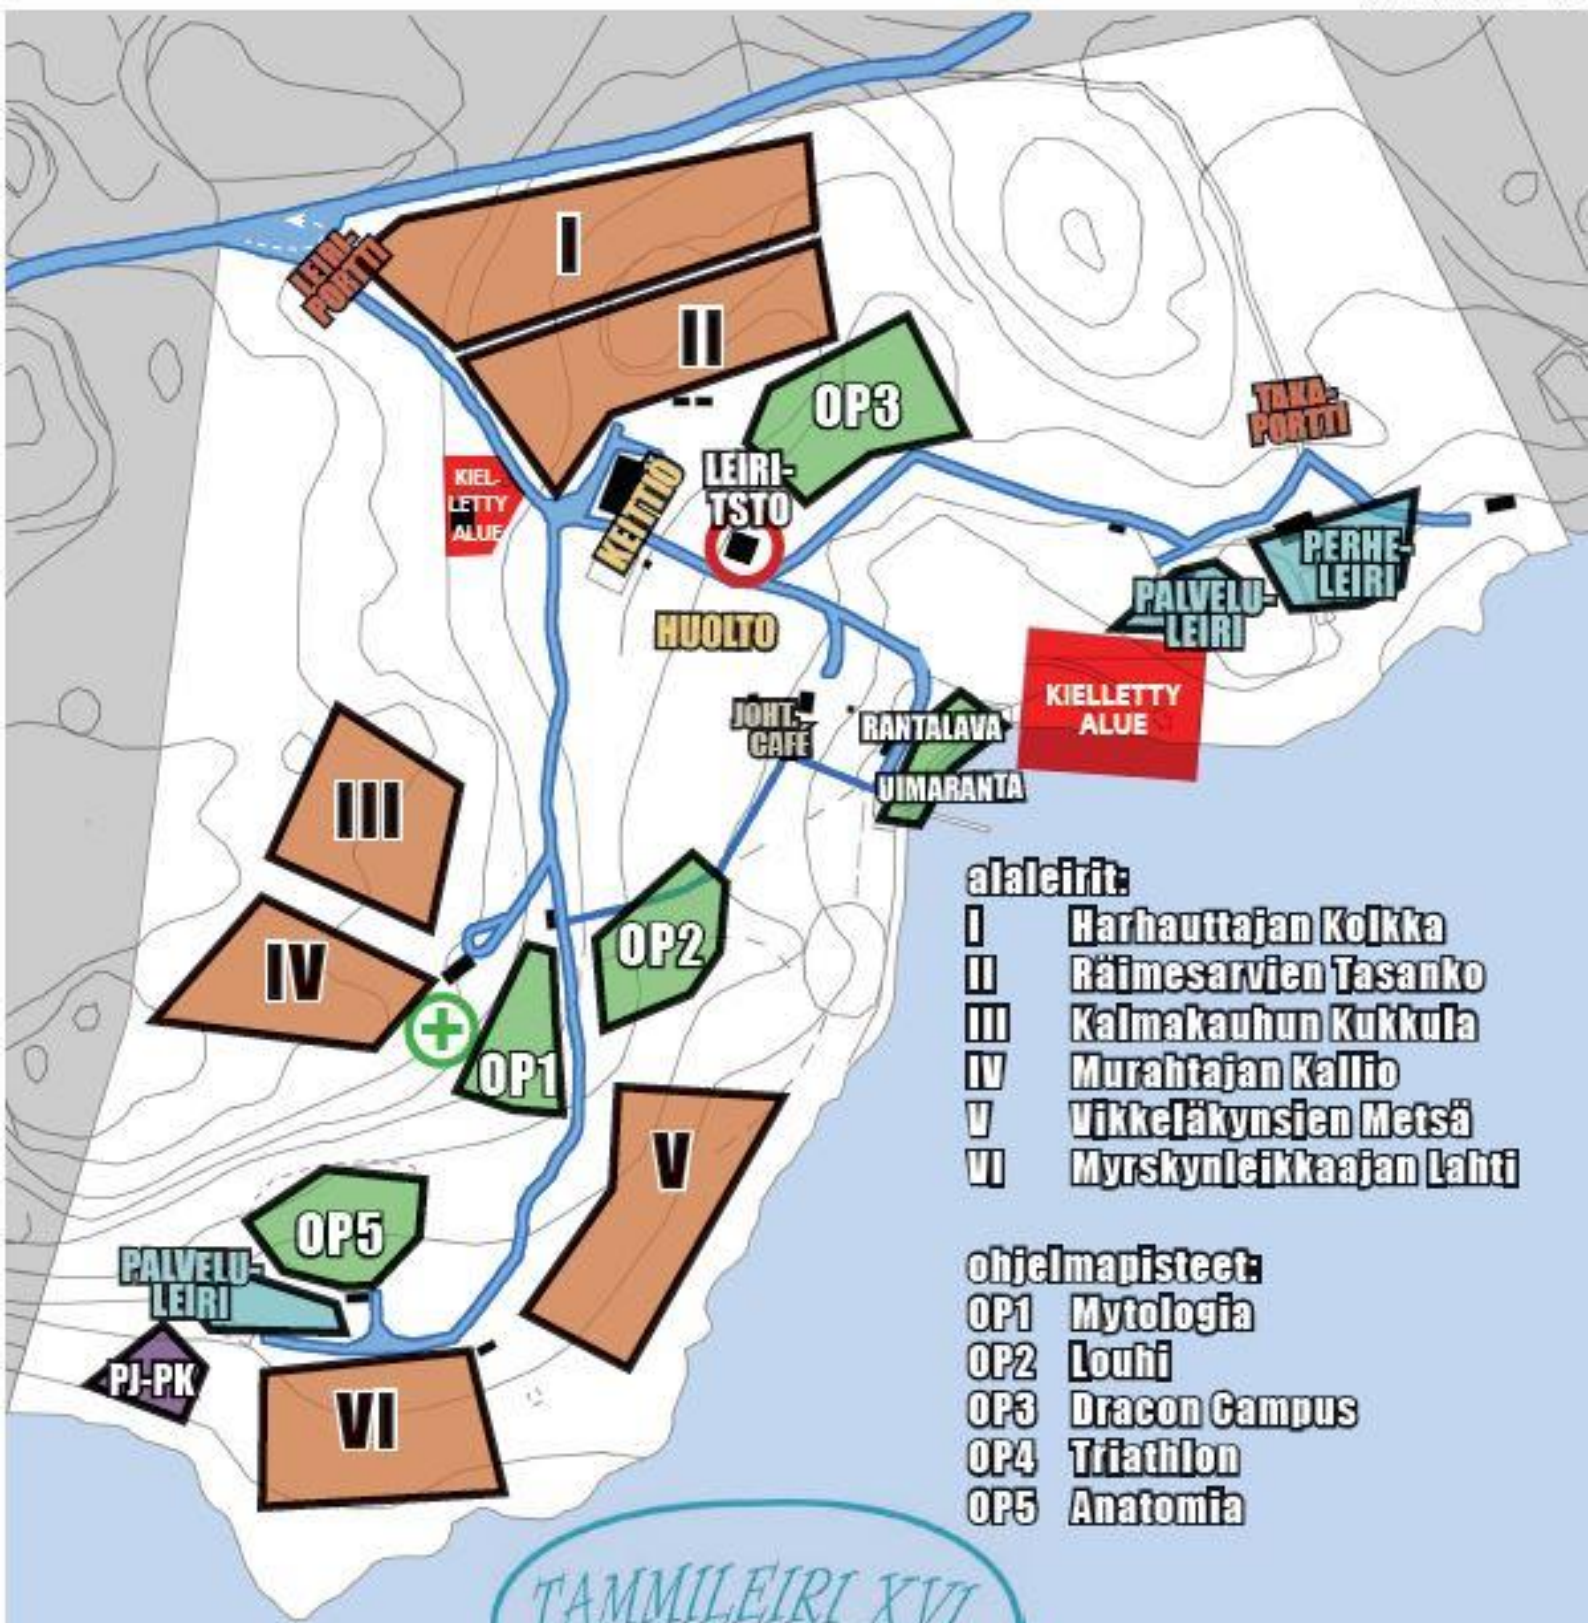 I
LEIRI-
PORTTI
II
OP3
TAKA-
PORTTI
KIEL-
LETTY
ALUE
KEITTIÖ
LEIRI-
TSTO
PERHE-
LEIRI
PALVELU-
LEIRI
HUOLTO
KIELLETTY
ALUE
JOHT.-
CAFÉ
RANTALAVA
UIMARANTA
III
IV
OP2
OP1
V
OP5
PALVELU-
LEIRI
PJ-PK
VI
alaleirit:
I Harhauttajan Kolkka
II Räimesarvien Tasanko
III Kalmakauhun Kukkula
IV Murahtajan Kallio
V Vikkeläkynsien Metsä
VI Myrskynleikkaajan Lahti
ohjelmapisteet:
OP1 Mytologia
OP2 Louhi
OP3 Dracon Campus
OP4 Triathlon
OP5 Anatomia
TAMMILEIRI XVI